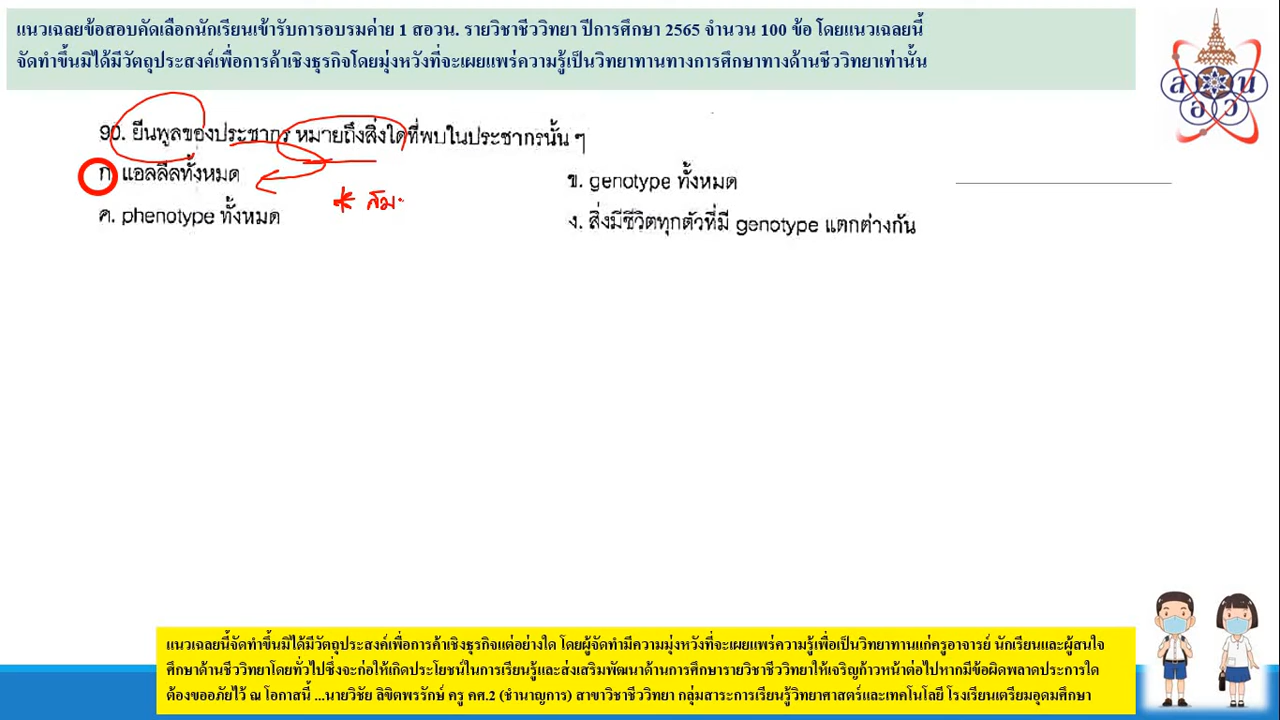 แนวเฉลยข้อสอบคัดเลือกนักเรียนเข้ารับการอบรมค่าย 1 สอวน. รายวิชาชีววิทยา ปีการศึกษา 2565 จำนวน 100 ข้อ โดยแนวเฉลยนี้
จัดทำขึ้นมิได้มีวัตถุประสงค์เพื่อการค้าเชิงธุรกิจโดยมุ่งหวังที่จะเผยแพร่ความรู้เป็นวิทยาทานทางการศึกษาทางด้านชีววิทยาเท่านั้น
สอวน
90. ยีนพูลของประชากร หมายถึงสิ่งใดที่พบในประชากรนั้น ๆ
ก. แอลลีลทั้งหมด
ข. genotype ทั้งหมด
* สม
ค. phenotype ทั้งหมด
ง. สิ่งมีชีวิตทุกตัวที่มี genotype แตกต่างกัน
แนวเฉลยนี้จัดทำขึ้นมิได้มีวัตถุประสงค์เพื่อการค้าเชิงธุรกิจแต่อย่างใด โดยผู้จัดทำมีความมุ่งหวังที่จะเผยแพร่ความรู้เพื่อเป็นวิทยาทานแก่ครูอาจารย์ นักเรียนและผู้สนใจ
ศึกษาด้านชีววิทยาโดยทั่วไปซึ่งจะก่อให้เกิดประโยชน์ในการเรียนรู้และส่งเสริมพัฒนาด้านการศึกษารายวิชาชีววิทยาให้เจริญก้าวหน้าต่อไปหากมีข้อผิดพลาดประการใด
ต้องขออภัยไว้ ณ โอกาสนี้ ...นายวิชัย ลิขิตพรรักษ์ ครู คศ.2 (ชำนาญการ) สาขาวิชาชีววิทยา กลุ่มสาระการเรียนรู้วิทยาศาสตร์และเทคโนโลยี โรงเรียนเตรียมอุดมศึกษา